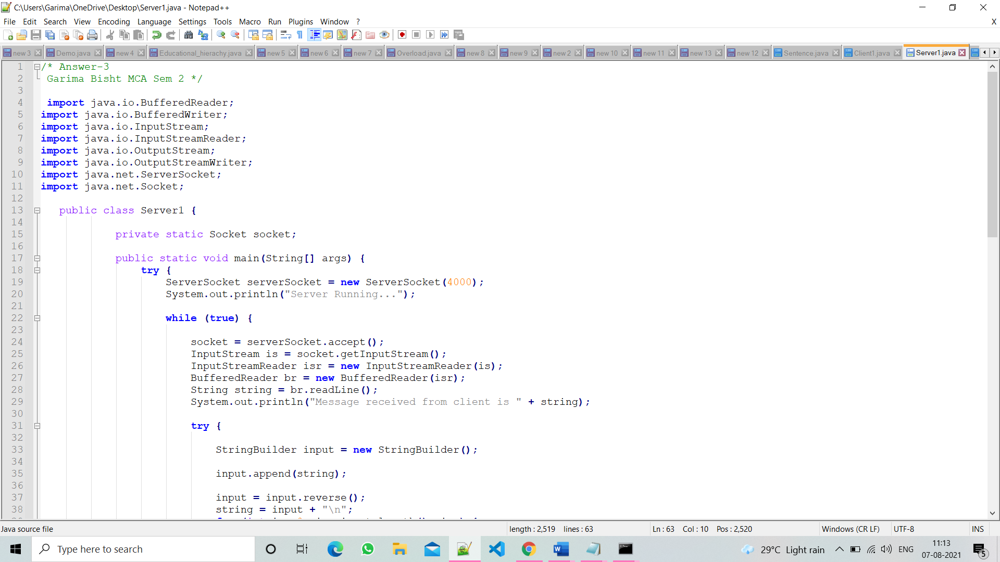 C:\Users\Garima\OneDrive\Desktop\Server1.java - Notepad++
File Edit Search View Encoding Language Settings Tools Macro Run Plugins Window ? X
new 3 Demo.java new 4 Educational_hierachy.java new 5 new 6 new 7 Overload.java new 8 new 9 new 2 new 10 new 11 new 13 new 12 Sentence.java Client1.java Server1.java
1 /* Answer-3
2 Garima Bisht MCA Sem 2 */
3
4 import java.io.BufferedReader;
5 import java.io.BufferedWriter;
6 import java.io.InputStream;
7 import java.io.InputStreamReader;
8 import java.io.OutputStream;
9 import java.io.OutputStreamWriter;
10 import java.net.ServerSocket;
11 import java.net.Socket;
12
13 public class Server1 {
14
15 private static Socket socket;
16
17 public static void main(String[] args) {
18 try {
19 ServerSocket serverSocket = new ServerSocket(4000);
20 System.out.println("Server Running...");
21
22 while (true) {
23
24 socket = serverSocket.accept();
25 InputStream is = socket.getInputStream();
26 InputStreamReader isr = new InputStreamReader(is);
27 BufferedReader br = new BufferedReader(isr);
28 String string = br.readLine();
29 System.out.println("Message received from client is " + string);
30
31 try {
32
33 StringBuilder input = new StringBuilder();
34
35 input.append(string);
36
37 input = input.reverse();
38 string = input + "\n";
Java source file length : 2,519 lines : 63 Ln : 63 Col : 10 Pos : 2,520 Windows (CR LF) UTF-8 INS
Type here to search 29°C Light rain ENG 11:13
07-08-2021 5